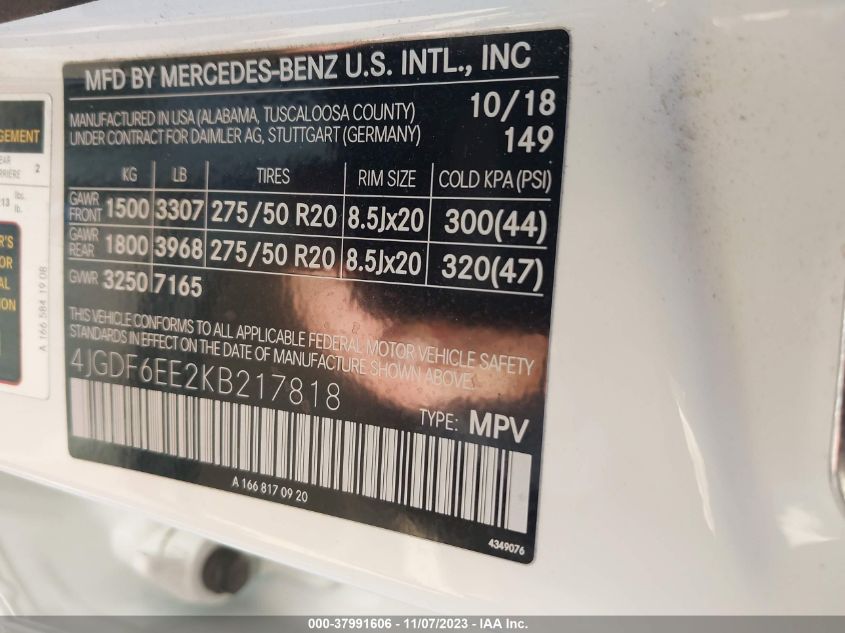 MFD BY MERCEDES-BENZ U.S. INTL., INC
MANUFACTURED IN USA (ALABAMA, TUSCALOOSA COUNTY) 10/18
UNDER CONTRACT FOR DAIMLER AG, STUTTGART (GERMANY) 149
KG LB TIRES RIM SIZE COLD KPA (PSI)
GAWR FRONT 1500 3307 275/50 R20 8.5Jx20 300(44)
GAWR REAR 1800 3968 275/50 R20 8.5Jx20 320(47)
GVWR 3250 7165
THIS VEHICLE CONFORMS TO ALL APPLICABLE FEDERAL MOTOR VEHICLE SAFETY
STANDARDS IN EFFECT ON THE DATE OF MANUFACTURE SHOWN ABOVE.
4JGDF6EE2KB217818
TYPE: MPV
A 166 817 09 20
4349076
2
lbs.
lb.
A 166 584 19 08
000-37991606 - 11/07/2023 - IAA Inc.